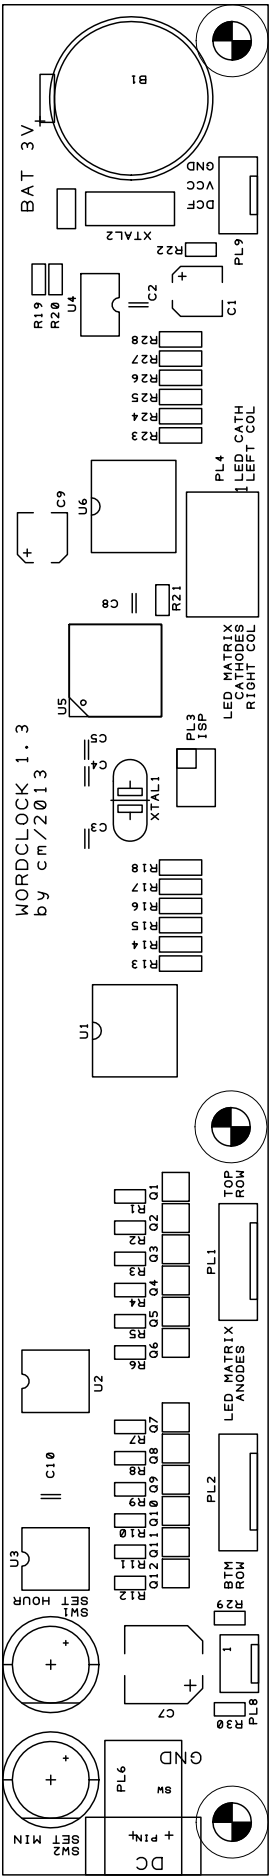 B1
BAT 3V
+
GND
VCC
DCF
PL9
XTAL2
R22
R19
R20
U4
C2
+
C1
R28
R27
R26
R25
R24
R23
PL4
1 LED CATH
LEFT COL
U6
C9
+
C8
R21
LED MATRIX
CATHODES
RIGHT COL
U5
PL3
ISP
C5
C4
C3
XTAL1
WORDCLOCK 1.3
by cm/2013
R18
R17
R16
R15
R14
R13
U1
TOP
ROW
PL1
Q1
R1
Q2
R2
Q3
R3
Q4
R4
Q5
R5
Q6
R6
LED MATRIX
ANODES
U2
Q7
R7
Q8
R8
Q9
R9
Q10
R10
Q11
R11
Q12
R12
PL2
C10
U3
BTM
ROW
R29
SW1
SET HOUR
+
+
C7
+
1
PL8
R30
PL6
GND
SW
+
+
SW2
SET MIN
+ PIN+
DC